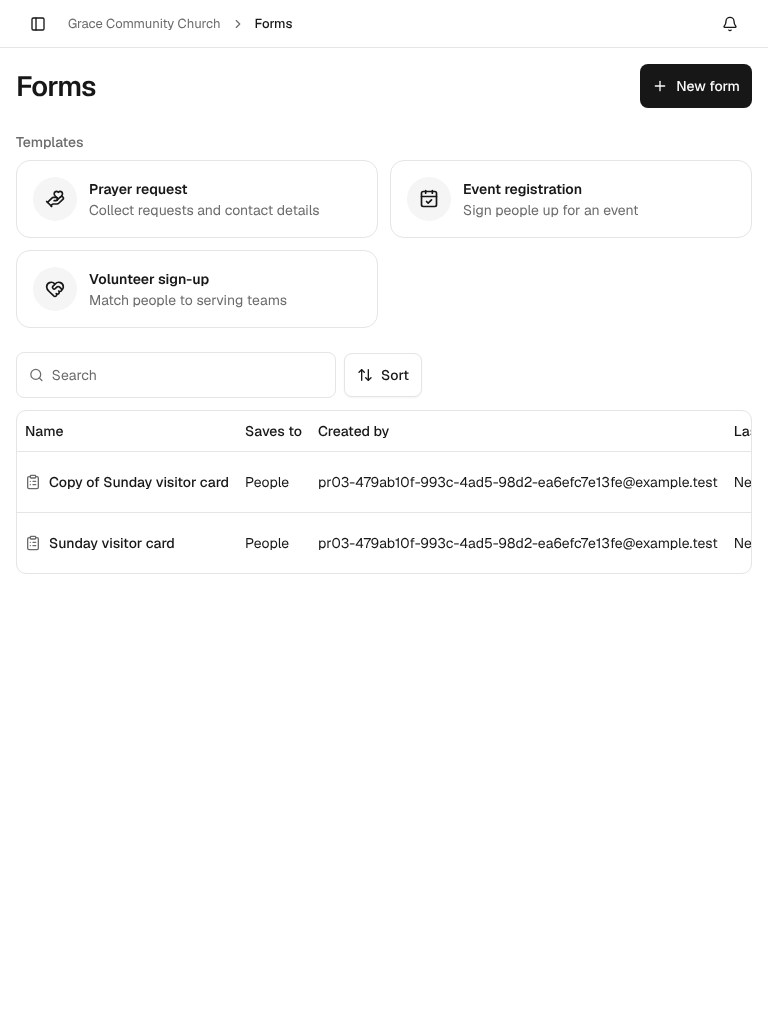 Grace Community Church > Forms
Forms
New form
Templates
Prayer request
Collect requests and contact details
Event registration
Sign people up for an event
Volunteer sign-up
Match people to serving teams
Search
Sort
Name Saves to Created by
Copy of Sunday visitor card People pr03-479ab10f-993c-4ad5-98d2-ea6efc7e13fe@example.test
Sunday visitor card People pr03-479ab10f-993c-4ad5-98d2-ea6efc7e13fe@example.test